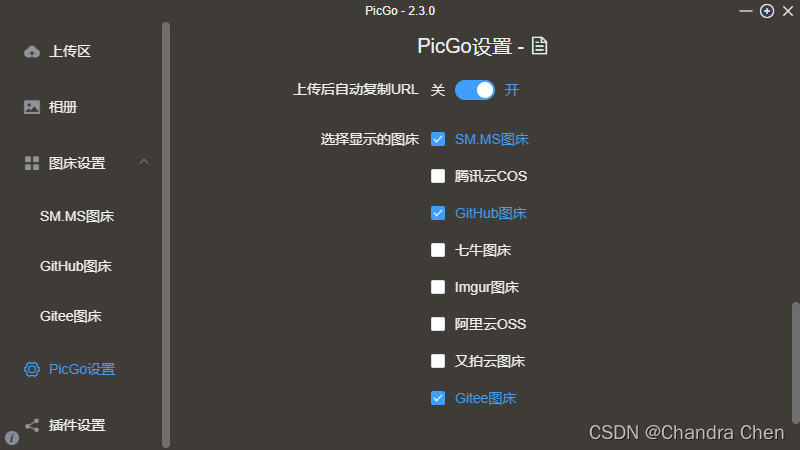 PicGo - 2.3.0
上传区
相册
图床设置
SM.MS图床
GitHub图床
Gitee图床
PicGo设置
插件设置
PicGo设置 -
上传后自动复制URL 关 开
选择显示的图床 SM.MS图床
腾讯云COS
GitHub图床
七牛图床
Imgur图床
阿里云OSS
又拍云图床
Gitee图床
CSDN @Chandra Chen